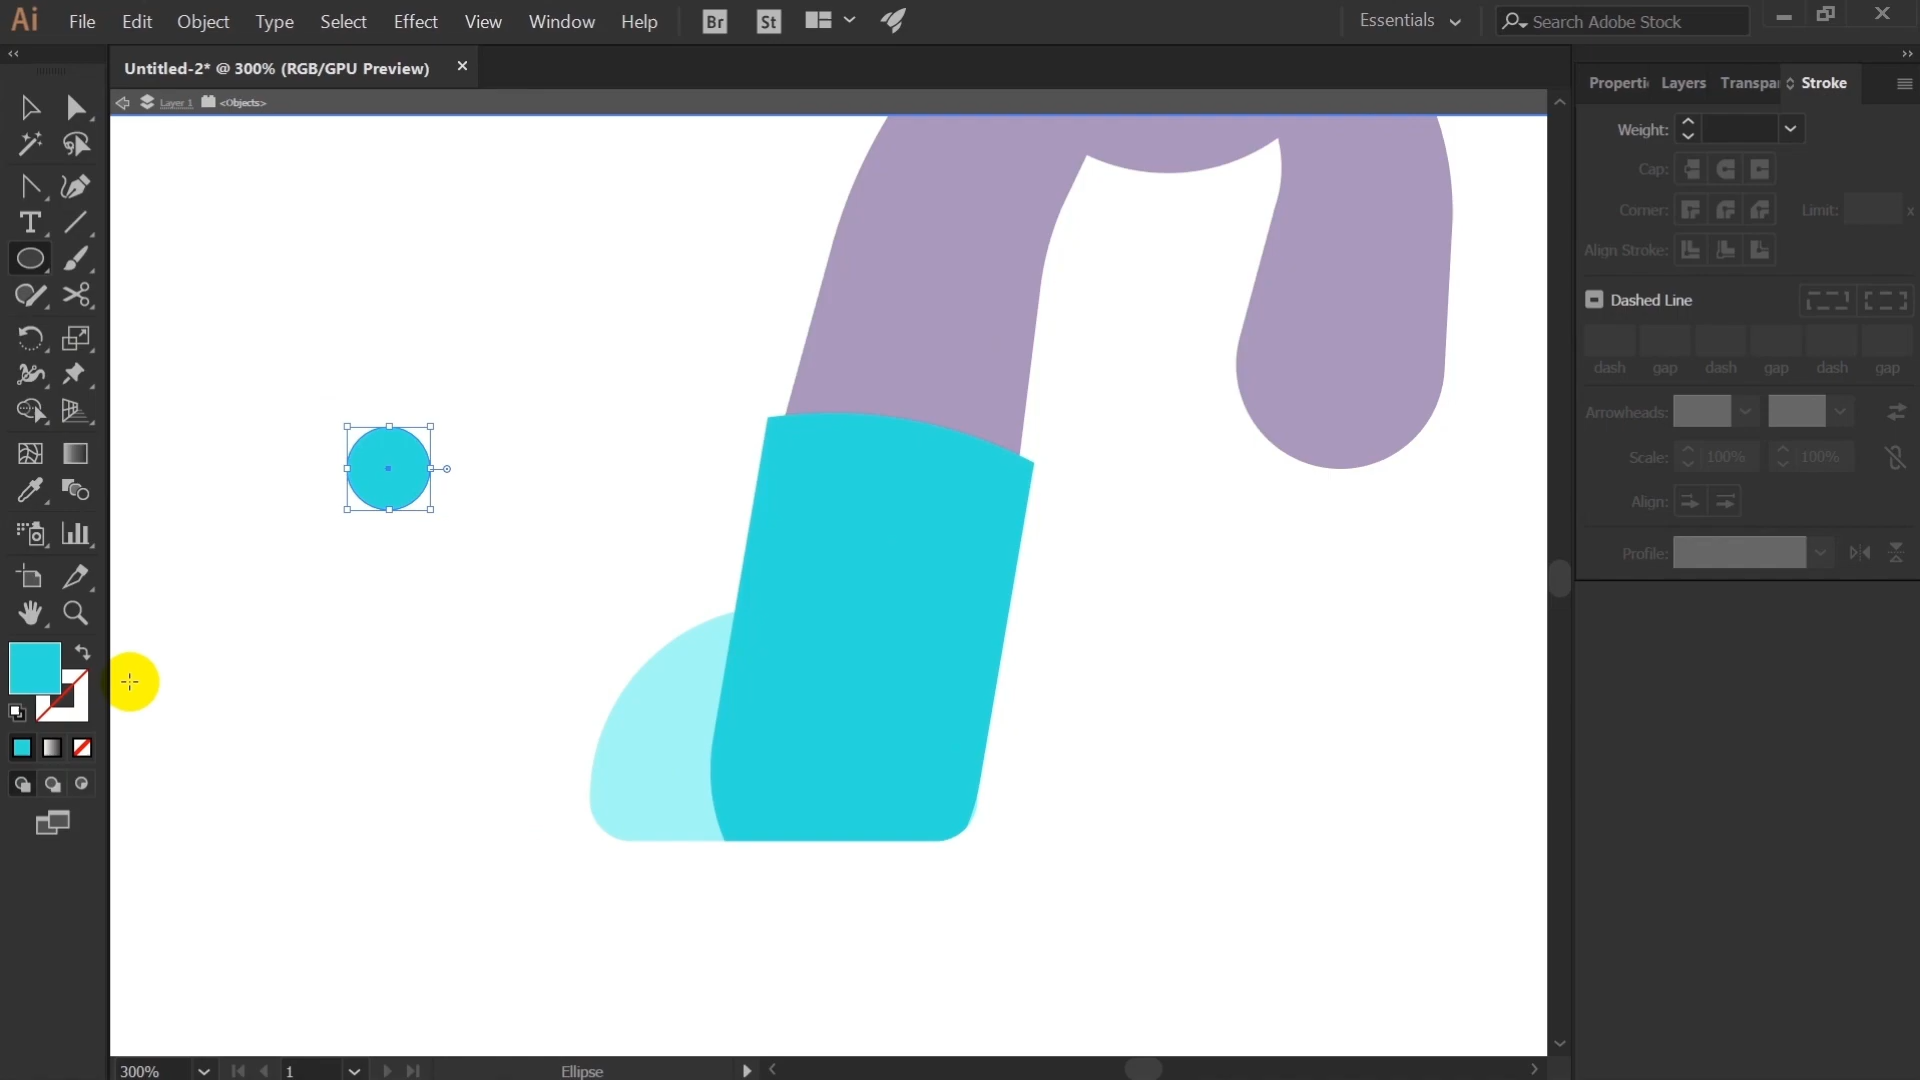 Ai File Edit Object Type Select Effect View Window Help Br St Essentials Search Adobe Stock
Untitled-2* @ 300% (RGB/GPU Preview)
Layer 1 <Objects>
Properti Layers Transpar Stroke
Weight:
Cap:
Corner: Limit: x
Align Stroke:
Dashed Line
dash gap dash gap dash gap
Arrowheads:
Scale: 100% 100%
Align:
Profile:
T
300% 1 Ellipse